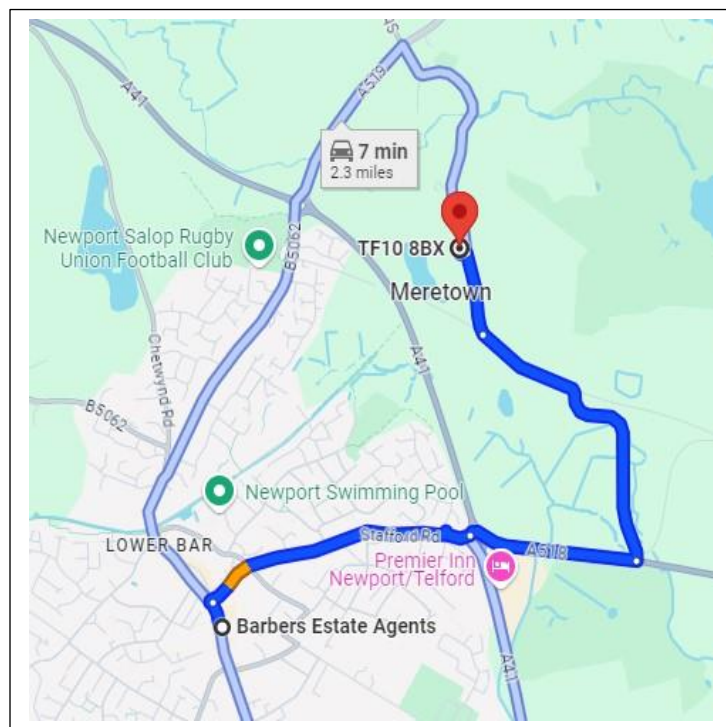 A5
A519
A41
7 min
2.3 miles
Newport Salop Rugby
Union Football Club
B5062
TF10 8BX
Meretown
Chetwynd Rd
A41
B5062
Newport Swimming Pool
LOWER BAR
Stafford Rd
A518
Premier Inn
Newport/Telford
Barbers Estate Agents
A41